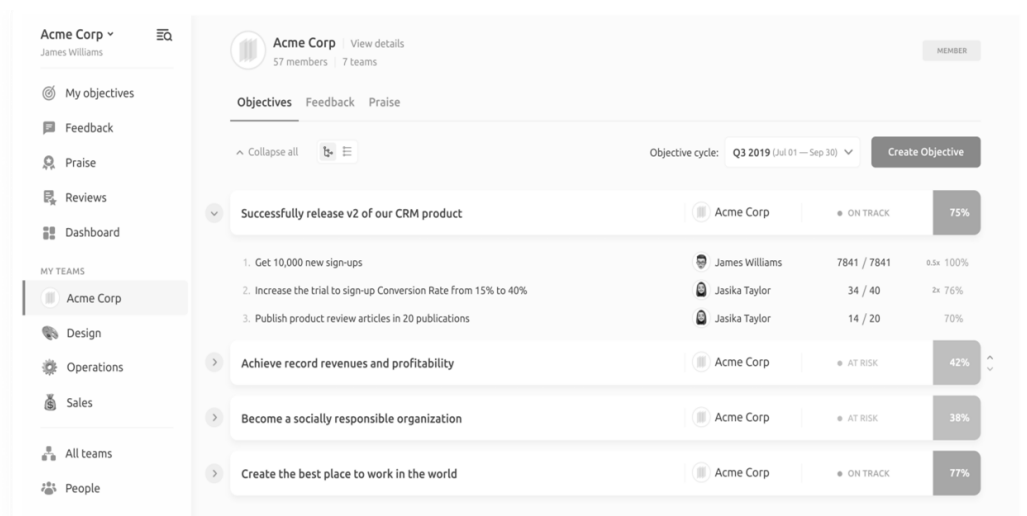 Acme Corp
James Williams
My objectives
Feedback
Praise
Reviews
Dashboard
MY TEAMS
Acme Corp
Design
Operations
Sales
All teams
People
Acme Corp View details
57 members 7 teams
MEMBER
Objectives Feedback Praise
Collapse all
Objective cycle: Q3 2019 (Jul 01 — Sep 30)
Create Objective
Successfully release v2 of our CRM product Acme Corp ON TRACK 75%
1. Get 10,000 new sign-ups James Williams 7841 / 7841 0.5x 100%
2. Increase the trial to sign-up Conversion Rate from 15% to 40% Jasika Taylor 34 / 40 2x 76%
3. Publish product review articles in 20 publications Jasika Taylor 14 / 20 70%
Achieve record revenues and profitability Acme Corp AT RISK 42%
Become a socially responsible organization Acme Corp AT RISK 38%
Create the best place to work in the world Acme Corp ON TRACK 77%